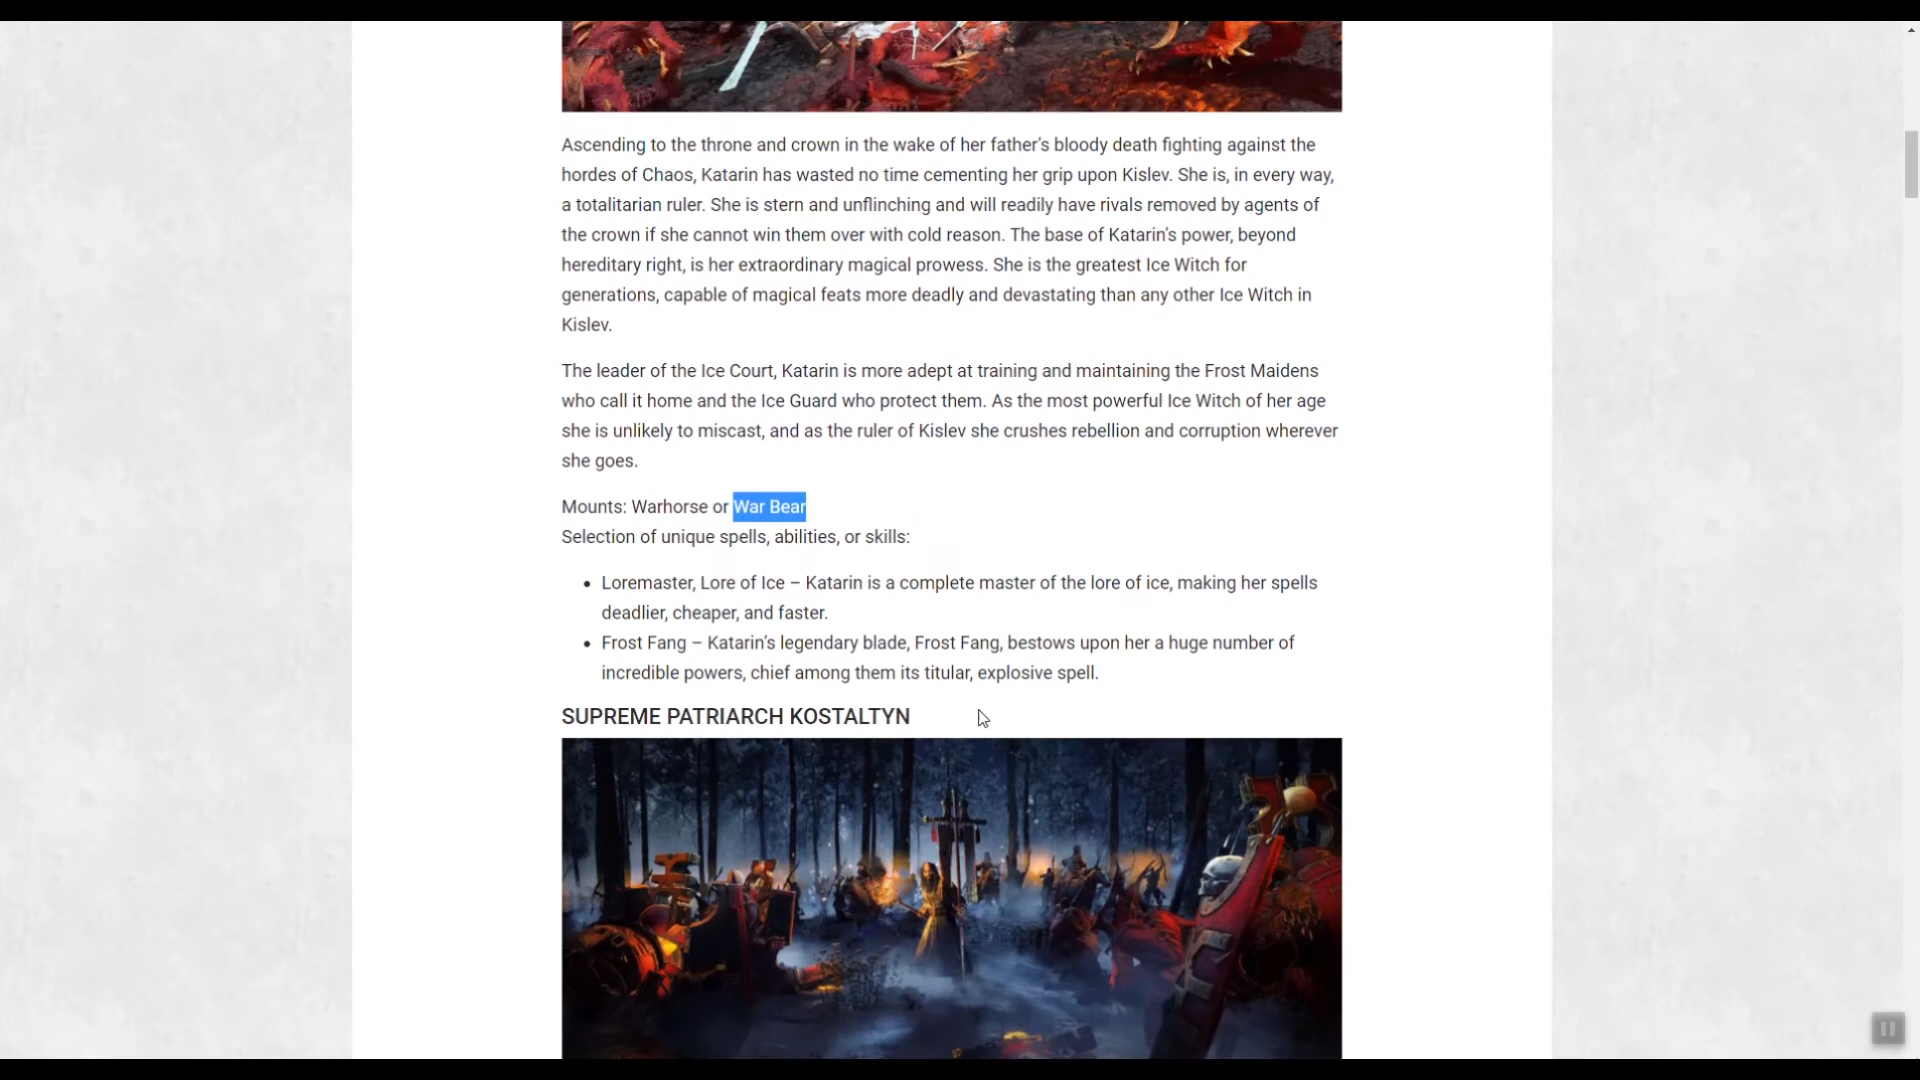 Ascending to the throne and crown in the wake of her father’s bloody death fighting against the
hordes of Chaos, Katarin has wasted no time cementing her grip upon Kislev. She is, in every way,
a totalitarian ruler. She is stern and unflinching and will readily have rivals removed by agents of
the crown if she cannot win them over with cold reason. The base of Katarin’s power, beyond
hereditary right, is her extraordinary magical prowess. She is the greatest Ice Witch for
generations, capable of magical feats more deadly and devastating than any other Ice Witch in
Kislev.
The leader of the Ice Court, Katarin is more adept at training and maintaining the Frost Maidens
who call it home and the Ice Guard who protect them. As the most powerful Ice Witch of her age
she is unlikely to miscast, and as the ruler of Kislev she crushes rebellion and corruption wherever
she goes.
Mounts: Warhorse or War Bear
Selection of unique spells, abilities, or skills:
• Loremaster, Lore of Ice – Katarin is a complete master of the lore of ice, making her spells
deadlier, cheaper, and faster.
• Frost Fang – Katarin’s legendary blade, Frost Fang, bestows upon her a huge number of
incredible powers, chief among them its titular, explosive spell.
SUPREME PATRIARCH KOSTALTYN